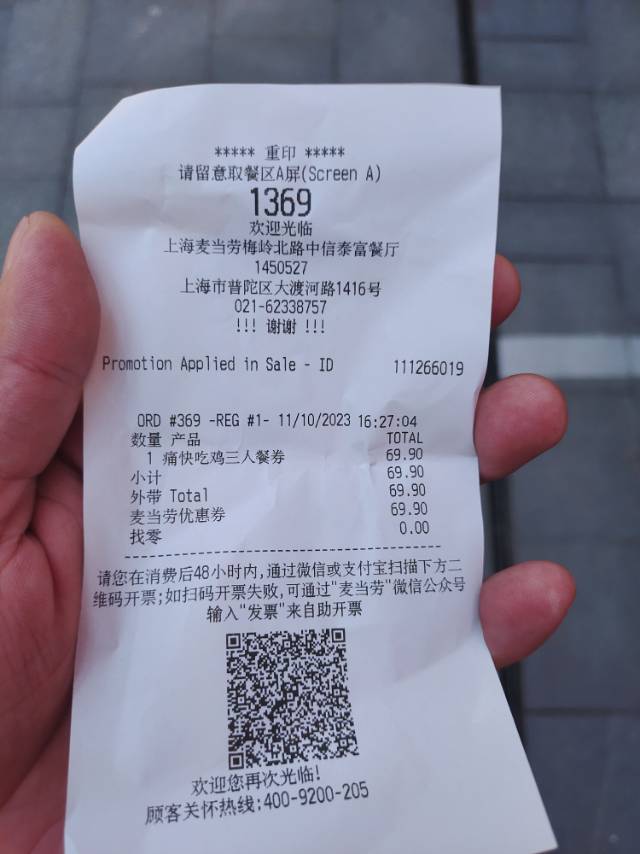 ***** 重印 *****
请留意取餐区A屏(Screen A)
1369
欢迎光临
上海麦当劳梅岭北路中信泰富餐厅
1450527
上海市普陀区大渡河路1416号
021-62338757
!!! 谢谢 !!!
Promotion Applied in Sale - ID 111266019
ORD #369 -REG #1- 11/10/2023 16:27:04
数量 产品 TOTAL
1 痛快吃鸡三人餐券 69.90
小计 69.90
外带 Total 69.90
麦当劳优惠券 69.90
找零 0.00
请您在消费后48小时内,通过微信或支付宝扫描下方二
维码开票;如扫码开票失败,可通过"麦当劳"微信公众号
输入"发票"来自助开票
欢迎您再次光临!
顾客关怀热线:400-9200-205